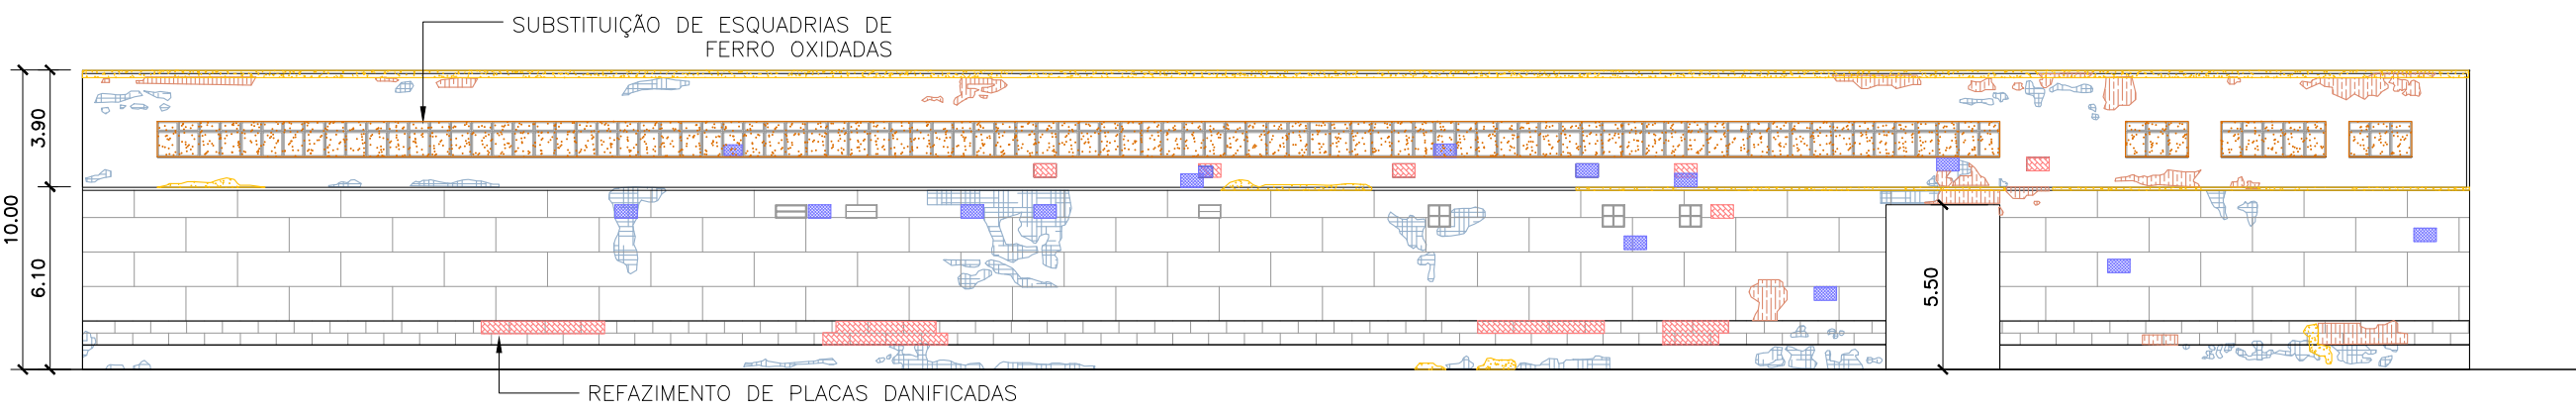 SUBSTITUIÇÃO DE ESQUADRIAS DE
FERRO OXIDADAS
3.90
10.00
6.10
5.50
REFAZIMENTO DE PLACAS DANIFICADAS